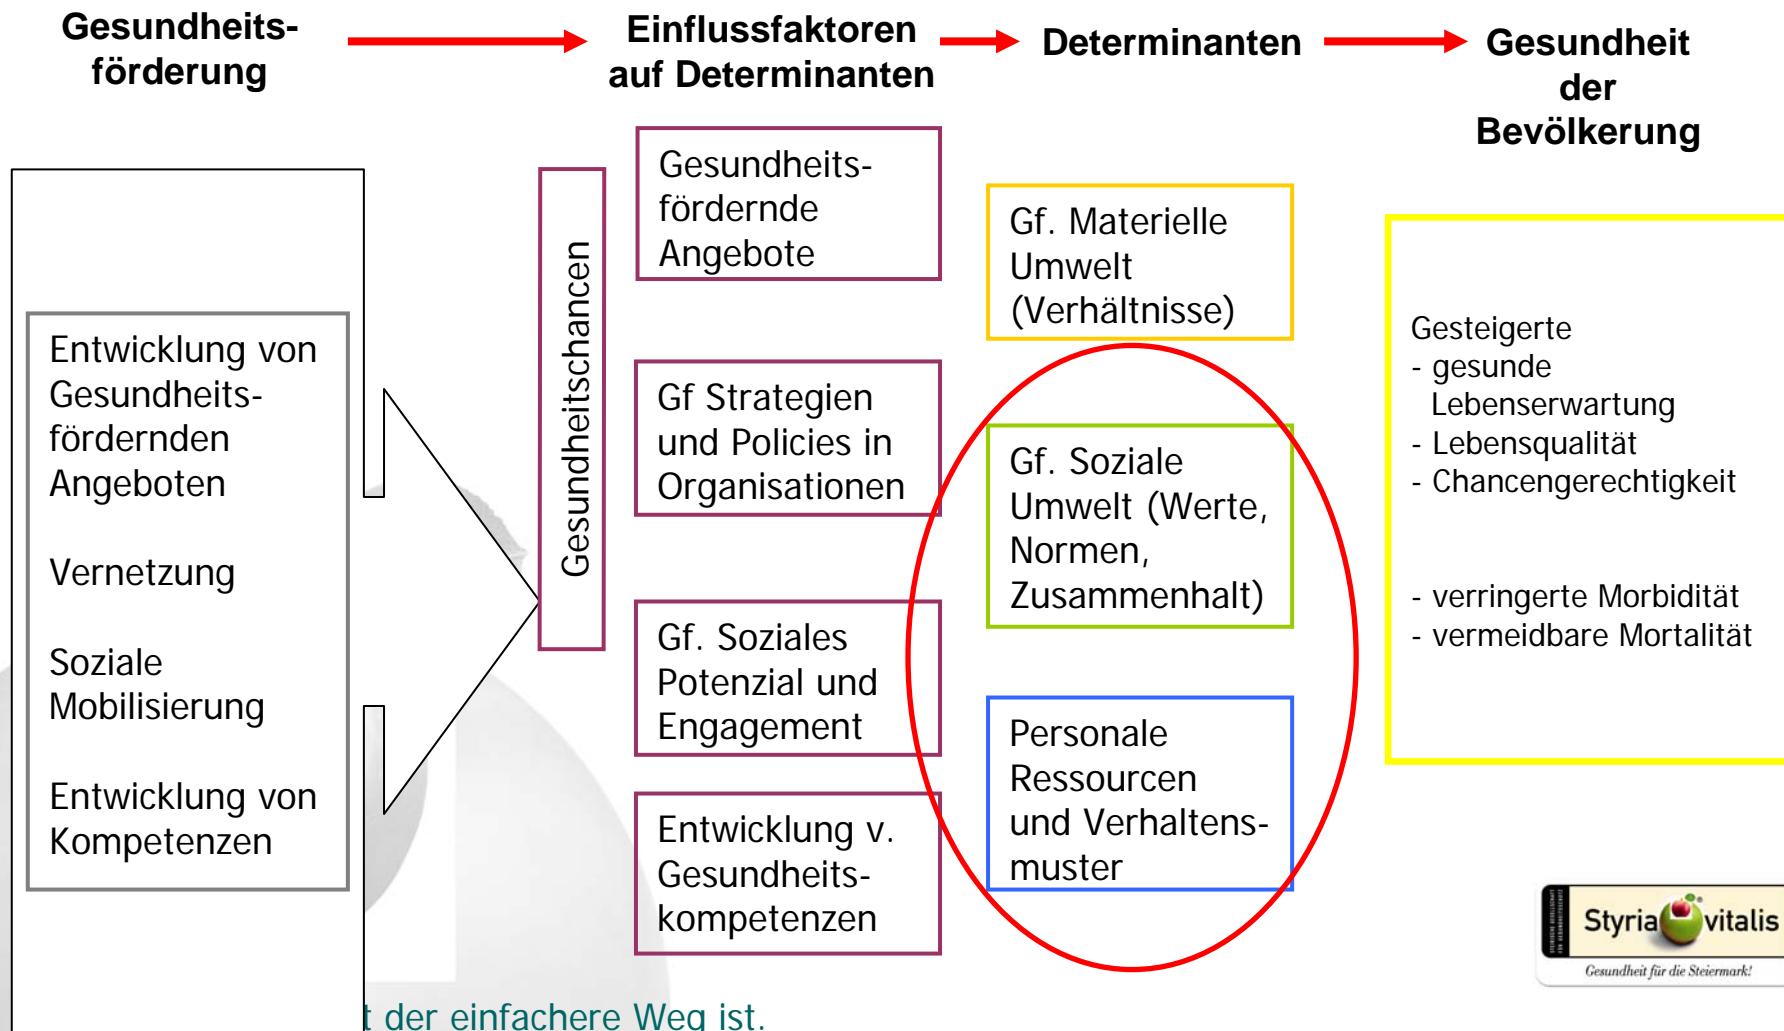 Gesundheits-
förderung
Einflussfaktoren
auf Determinanten
Determinanten
Gesundheit
der
Bevölkerung
Entwicklung von
Gesundheits-
fördernden
Angeboten
Vernetzung
Soziale
Mobilisierung
Entwicklung von
Kompetenzen
Gesundheitschancen
Gesundheits-
fördernde
Angebote
Gf Strategien
und Policies in
Organisationen
Gf. Soziales
Potenzial und
Engagement
Entwicklung v.
Gesundheits-
kompetenzen
Gf. Materielle
Umwelt
(Verhältnisse)
Gf. Soziale
Umwelt (Werte,
Normen,
Zusammenhalt)
Personale
Ressourcen
und Verhaltens-
muster
Gesteigerte
- gesunde
Lebenserwartung
- Lebensqualität
- Chancengerechtigkeit
- verringerte Morbidität
- vermeidbare Mortalität
Styria vitalis
Gesundheit für die Steiermark!
t der einfachere Weg ist.